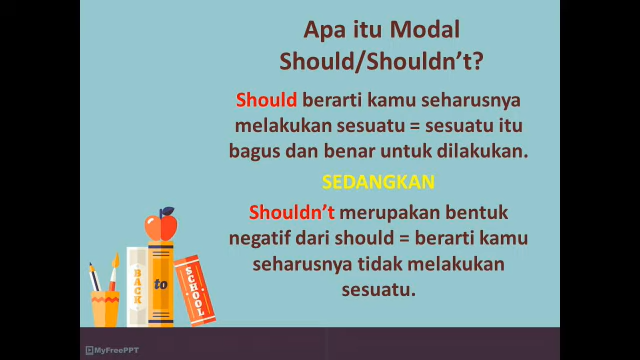 Apa itu Modal
Should/Shouldn't?
Should berarti kamu seharusnya
melakukan sesuatu = sesuatu itu
bagus dan benar untuk dilakukan.
SEDANGKAN
Shouldn't merupakan bentuk
negatif dari should = berarti kamu
seharusnya tidak melakukan
sesuatu.
BACK
to
SCHOOL
MyFreePPT